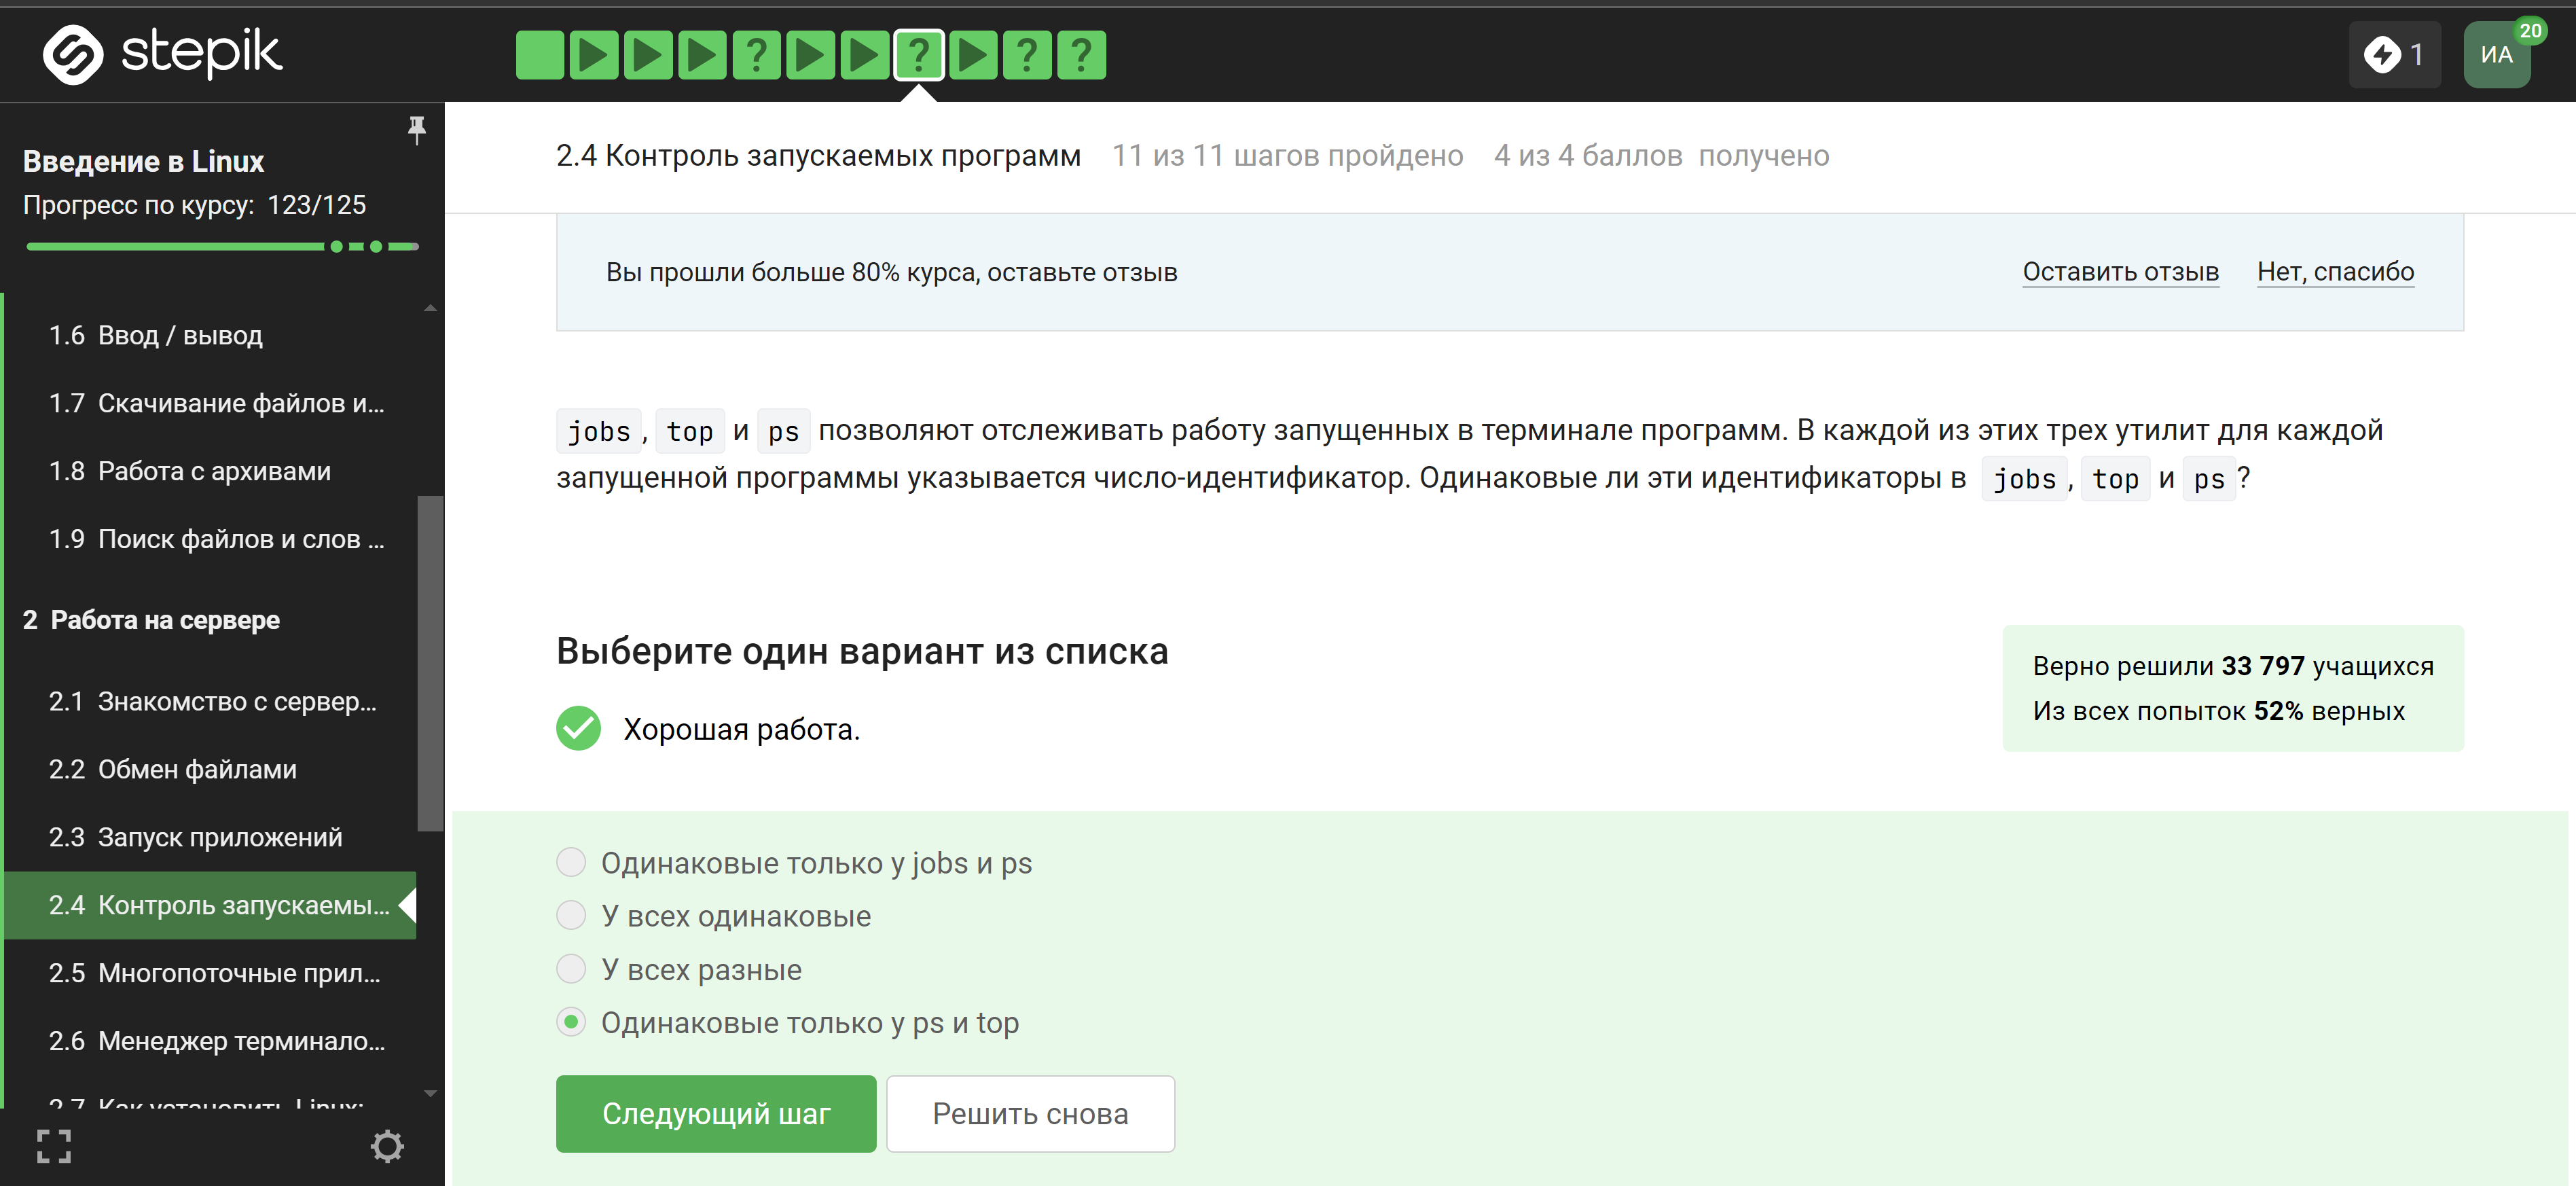 stepik
?
?
?
?
1
ИА
20
Введение в Linux
Прогресс по курсу: 123/125
1.6 Ввод / вывод
1.7 Скачивание файлов и...
1.8 Работа с архивами
1.9 Поиск файлов и слов ...
2 Работа на сервере
2.1 Знакомство с сервер...
2.2 Обмен файлами
2.3 Запуск приложений
2.4 Контроль запускаемы...
2.5 Многопоточные прил...
2.6 Менеджер терминало...
2.7 Как установить Linux:
2.4 Контроль запускаемых программ 11 из 11 шагов пройдено 4 из 4 баллов получено
Вы прошли больше 80% курса, оставьте отзыв Оставить отзыв Нет, спасибо
jobs, top и ps позволяют отслеживать работу запущенных в терминале программ. В каждой из этих трех утилит для каждой
запущенной программы указывается число-идентификатор. Одинаковые ли эти идентификаторы в jobs, top и ps?
Выберите один вариант из списка
Хорошая работа.
Верно решили 33 797 учащихся
Из всех попыток 52% верных
Одинаковые только у jobs и ps
У всех одинаковые
У всех разные
Одинаковые только у ps и top
Следующий шаг
Решить снова